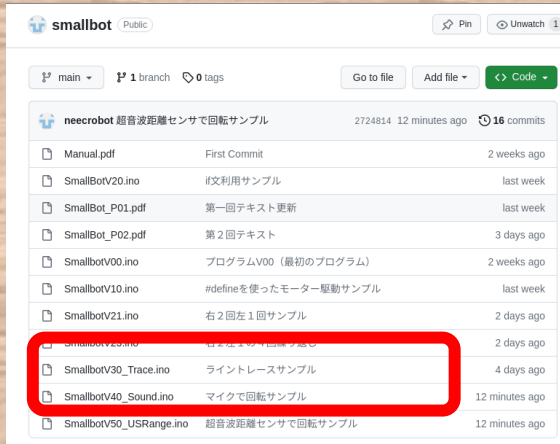 smallbot Public Pin Unwatch 1
main 1 branch 0 tags Go to file Add file Code
neecrobot 超音波距離センサで回転サンプル 2724814 12 minutes ago 16 commits
Manual.pdf First Commit 2 weeks ago
SmallBotV20.ino if文利用サンプル last week
SmallBot_P01.pdf 第一回テキスト更新 last week
SmallBot_P02.pdf 第２回テキスト 3 days ago
SmallbotV00.ino プログラムV00（最初のプログラム） 2 weeks ago
SmallbotV10.ino #defineを使ったモーター駆動サンプル last week
SmallbotV21.ino 右２回左１回サンプル 2 days ago
2 days ago
SmallbotV30_Trace.ino ライントレースサンプル 4 days ago
SmallbotV40_Sound.ino マイクで回転サンプル 12 minutes ago
SmallbotV50_USRange.ino 超音波距離センサで回転サンプル 12 minutes ago